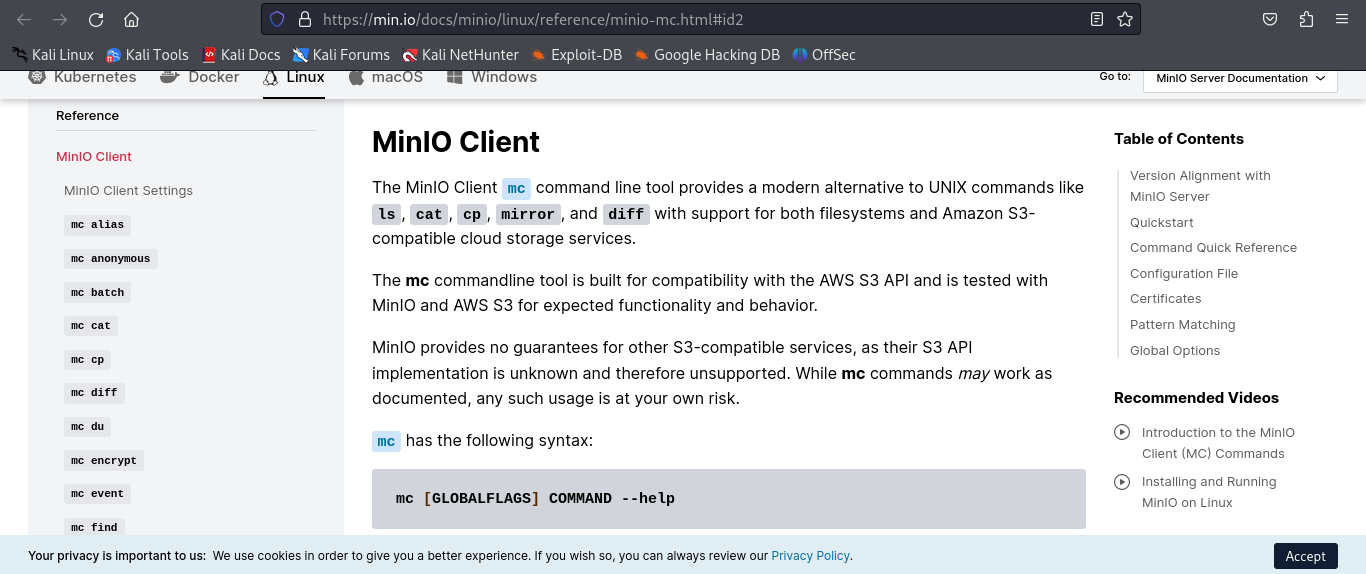 https://min.io/docs/minio/linux/reference/minio-mc.html#id2
Kali Linux Kali Tools Kali Docs Kali Forums Kali NetHunter Exploit-DB Google Hacking DB OffSec
Kubernetes Docker Linux macOS Windows Go to: MinIO Server Documentation
Reference
MinIO Client
MinIO Client Settings
mc alias
mc anonymous
mc batch
mc cat
mc cp
mc diff
mc du
mc encrypt
mc event
mc find
MinIO Client
The MinIO Client mc command line tool provides a modern alternative to UNIX commands like
ls, cat, cp, mirror, and diff with support for both filesystems and Amazon S3-
compatible cloud storage services.
The mc commandline tool is built for compatibility with the AWS S3 API and is tested with
MinIO and AWS S3 for expected functionality and behavior.
MinIO provides no guarantees for other S3-compatible services, as their S3 API
implementation is unknown and therefore unsupported. While mc commands may work as
documented, any such usage is at your own risk.
mc has the following syntax:
mc [GLOBALFLAGS] COMMAND --help
Table of Contents
Version Alignment with
MinIO Server
Quickstart
Command Quick Reference
Configuration File
Certificates
Pattern Matching
Global Options
Recommended Videos
Introduction to the MinIO
Client (MC) Commands
Installing and Running
MinIO on Linux
Your privacy is important to us: We use cookies in order to give you a better experience. If you wish so, you can always review our Privacy Policy.
Accept